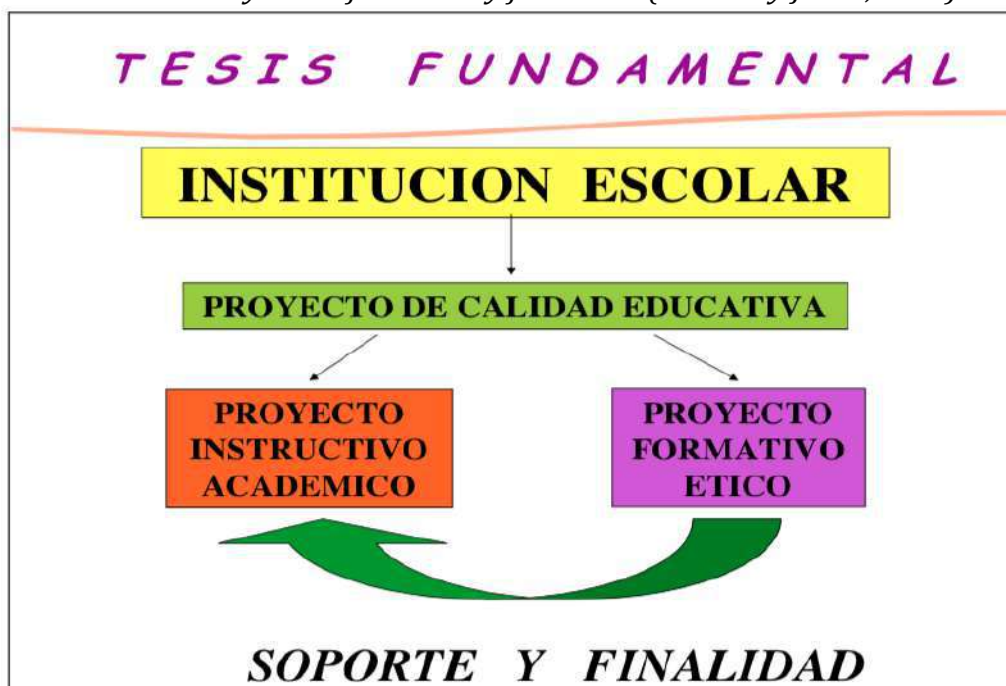 TESIS FUNDAMENTAL
INSTITUCION ESCOLAR
PROYECTO DE CALIDAD EDUCATIVA
PROYECTO
INSTRUCTIVO
ACADEMICO
PROYECTO
FORMATIVO
ETICO
SOPORTE Y FINALIDAD